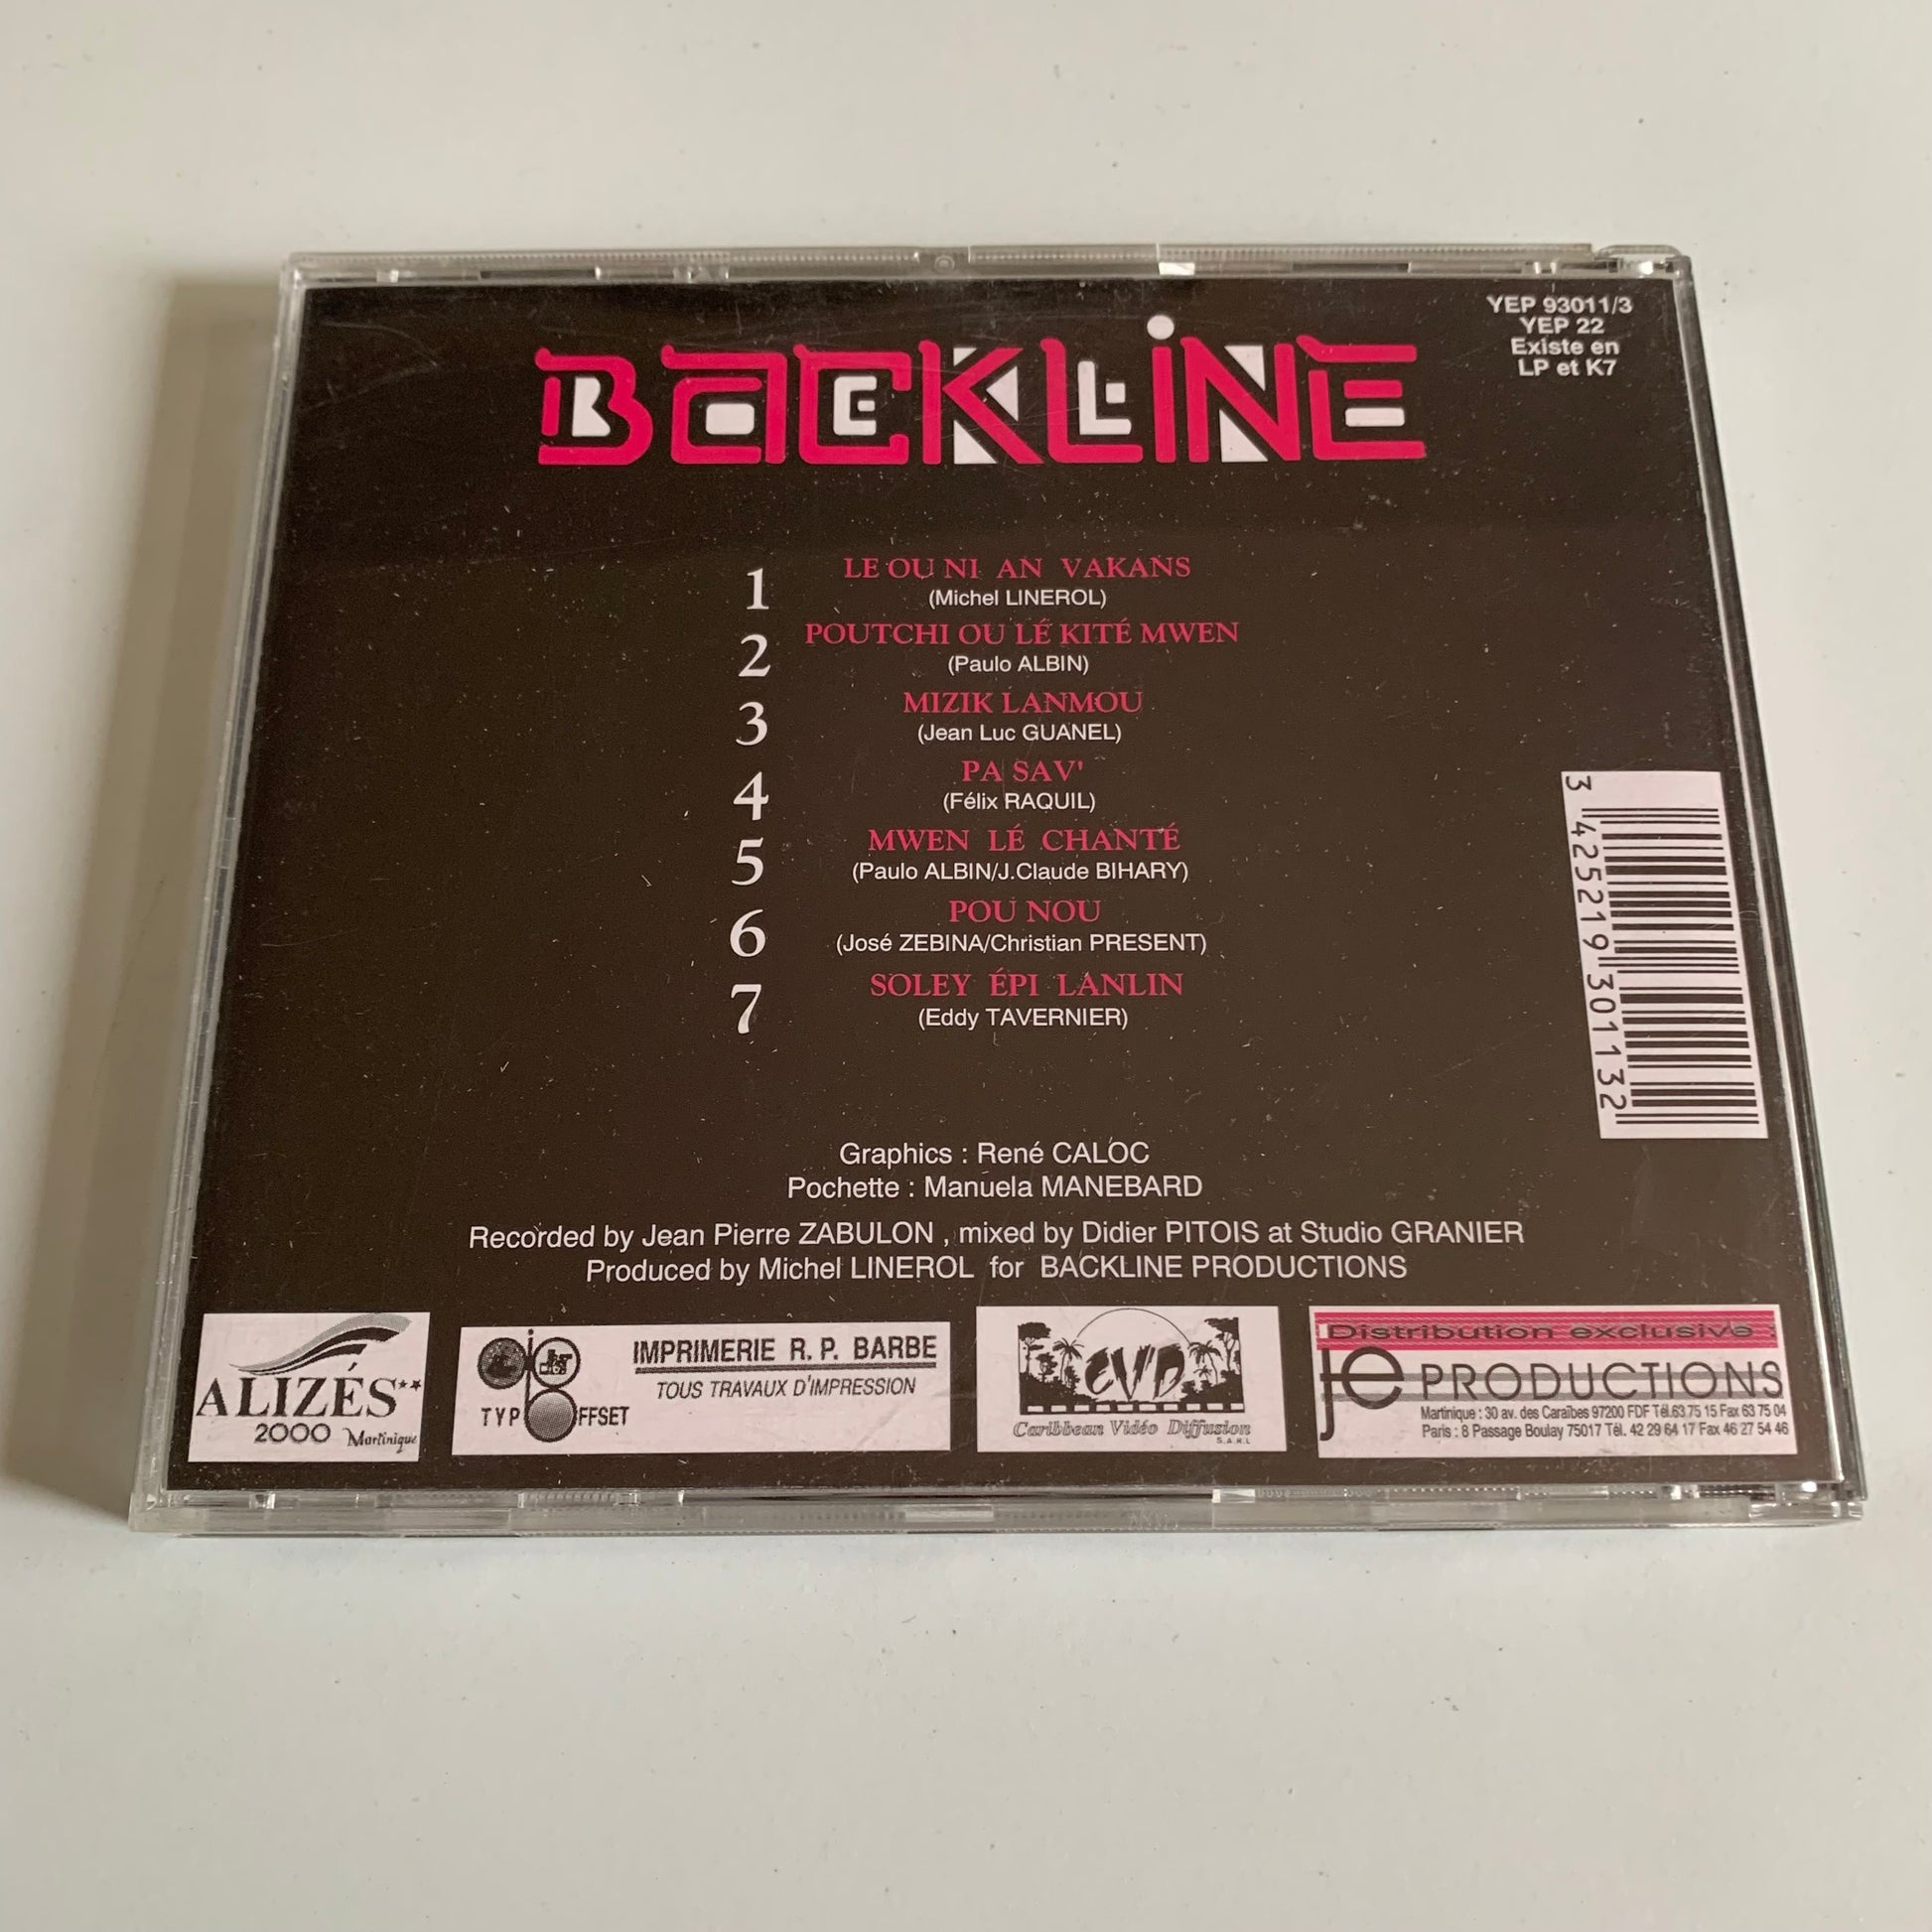 YEP 93011/3
YEP 22
Existe en
LP et K7
BACKLINE
1 LE OU NI AN VAKANS
(Michel LINEROL)
2 POUTCHI OU LÉ KITÉ MWEN
(Paulo ALBIN)
3 MIZIK LANMOU
(Jean Luc GUANEL)
4 PA SAV'
(Félix RAQUIL)
5 MWEN LÉ CHANTÉ
(Paulo ALBIN/J.Claude BIHARY)
6 POU NOU
(José ZEBINA/Christian PRESENT)
7 SOLEY ÉPI LANLIN
(Eddy TAVERNIER)
3 425219 301132
Graphics : René CALOC
Pochette : Manuela MANEBARD
Recorded by Jean Pierre ZABULON , mixed by Didier PITOIS at Studio GRANIER
Produced by Michel LINEROL for BACKLINE PRODUCTIONS
ALIZÉS**
2000 Martinique
TYPOFFSET
IMPRIMERIE R. P. BARBE
TOUS TRAVAUX D'IMPRESSION
CVD
Caribbean Vidéo Diffusion
S.A.R.L
Distribution exclusive :
je PRODUCTIONS
Martinique : 30 av. des Caraïbes 97200 FDF Tél.63 75 15 Fax 63 75 04
Paris : 8 Passage Boulay 75017 Tél. 42 29 64 17 Fax 46 27 54 46